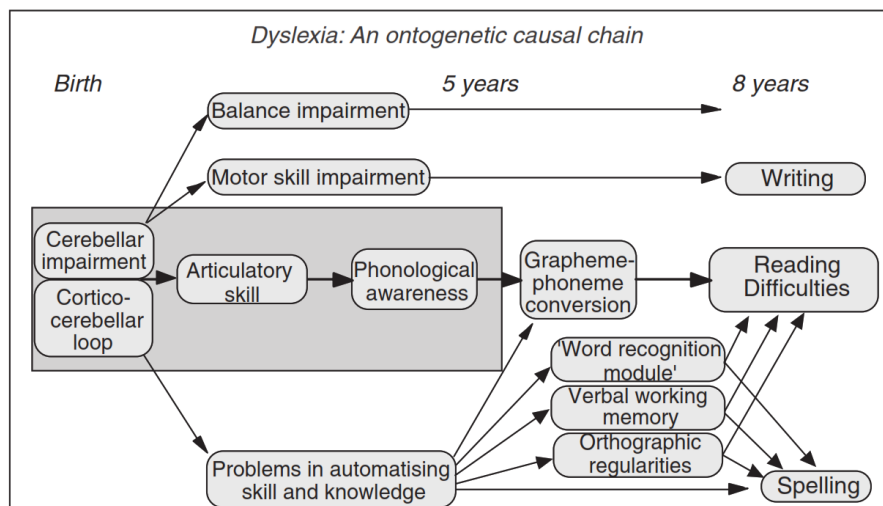 Dyslexia: An ontogenetic causal chain
Birth
5 years
8 years
Balance impairment
Motor skill impairment
Writing
Cerebellar
impairment
Cortico-
cerebellar
loop
Articulatory
skill
Phonological
awareness
Grapheme-
phoneme
conversion
Reading
Difficulties
'Word recognition
module'
Verbal working
memory
Orthographic
regularities
Problems in automatising
skill and knowledge
Spelling